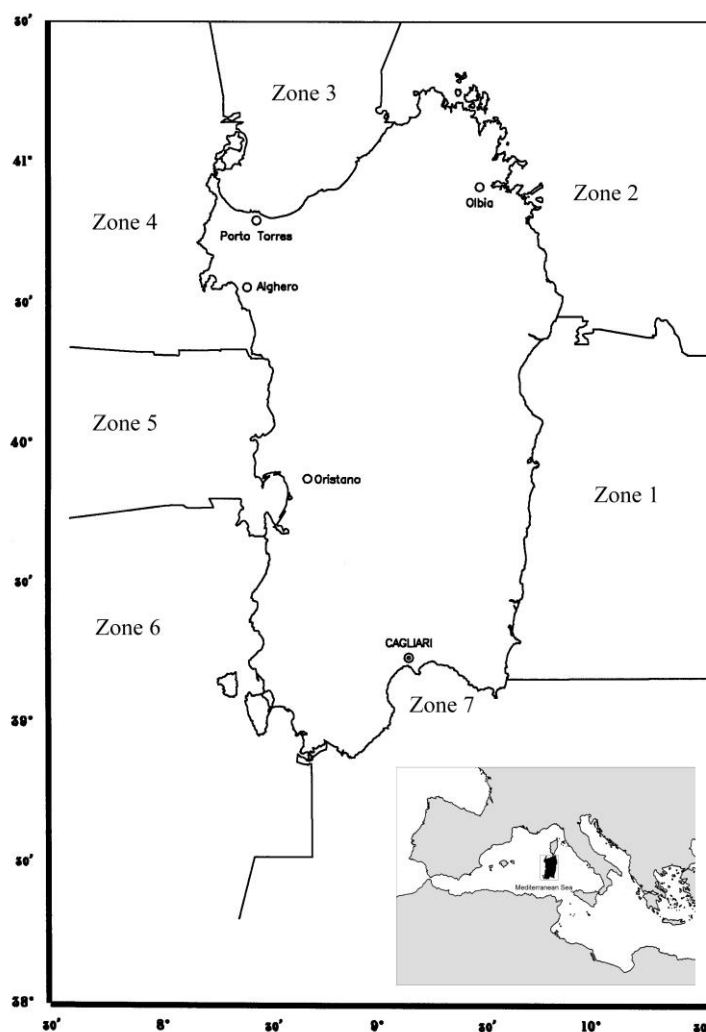 30'
Zone 3
41°
Zone 4
Zone 2
Olbia
Porto Torres
Alghero
30'
Zone 5
40°
Oristano
Zone 1
30'
Zone 6
CAGLIARI
39°
Zone 7
30'
Mediterranean Sea
38°
30'
8°
30'
9°
30'
10°
30'